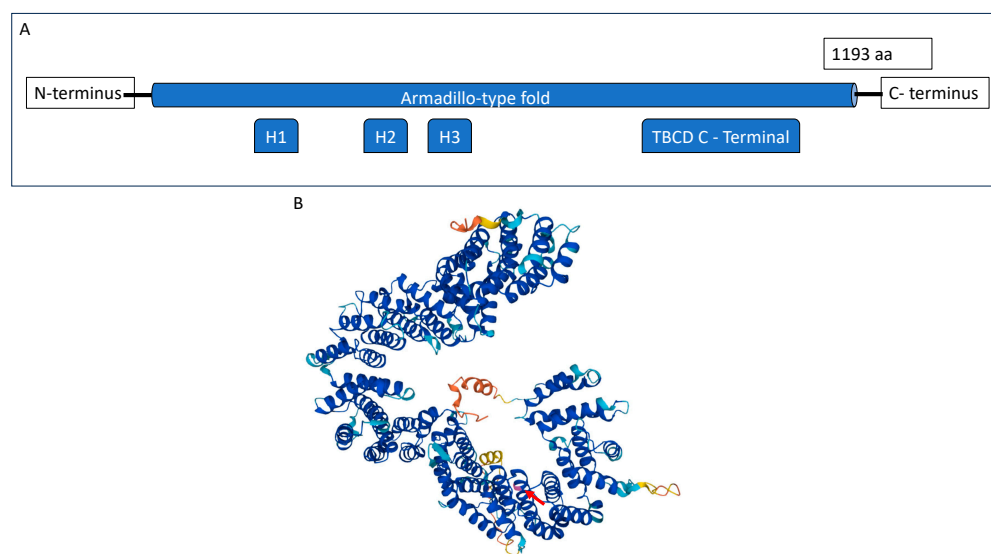 A
1193 aa
N-terminus
Armadillo-type fold
C- terminus
H1
H2
H3
TBCD C - Terminal
B